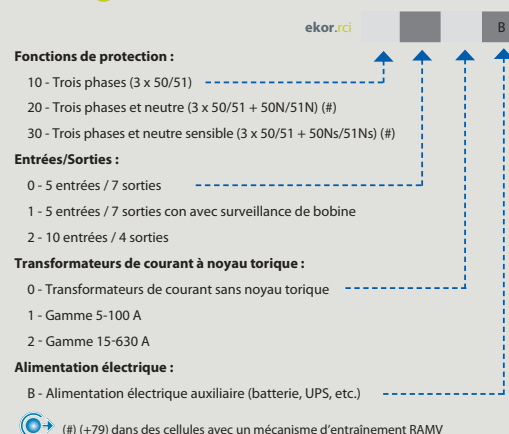 ekor.rci B
Fonctions de protection :
10 - Trois phases (3 x 50/51)
20 - Trois phases et neutre (3 x 50/51 + 50N/51N) (#)
30 - Trois phases et neutre sensible (3 x 50/51 + 50Ns/51Ns) (#)
Entrées/Sorties :
0 - 5 entrées / 7 sorties
1 - 5 entrées / 7 sorties con avec surveillance de bobine
2 - 10 entrées / 4 sorties
Transformateurs de courant à noyau torique :
0 - Transformateurs de courant sans noyau torique
1 - Gamme 5-100 A
2 - Gamme 15-630 A
Alimentation électrique :
B - Alimentation électrique auxiliaire (batterie, UPS, etc.)
(#) (+79) dans des cellules avec un mécanisme d'entraînement RAMV